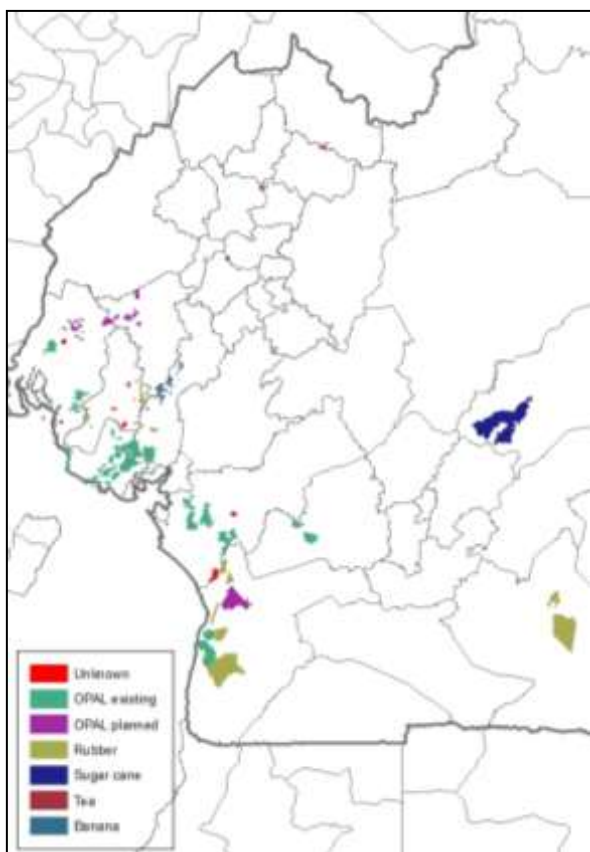 Unknown
OPAL existing
OPAL planned
Rubber
Sugar cane
Tea
Banana